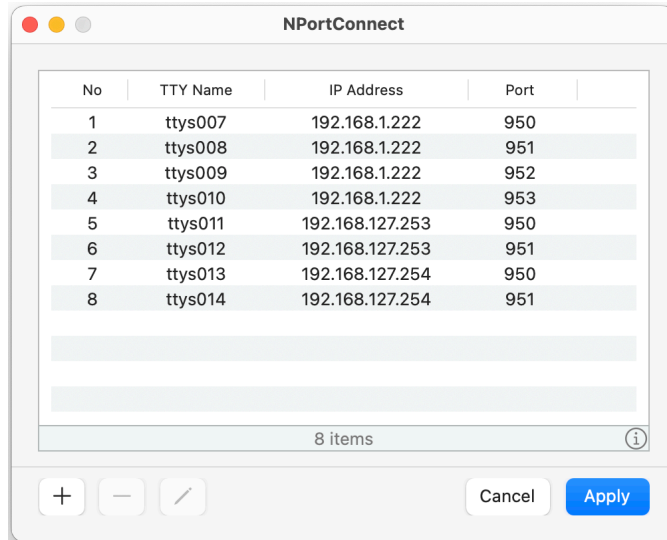 NPortConnect
No TTY Name IP Address Port
1 ttys007 192.168.1.222 950
2 ttys008 192.168.1.222 951
3 ttys009 192.168.1.222 952
4 ttys010 192.168.1.222 953
5 ttys011 192.168.127.253 950
6 ttys012 192.168.127.253 951
7 ttys013 192.168.127.254 950
8 ttys014 192.168.127.254 951
8 items
Cancel Apply